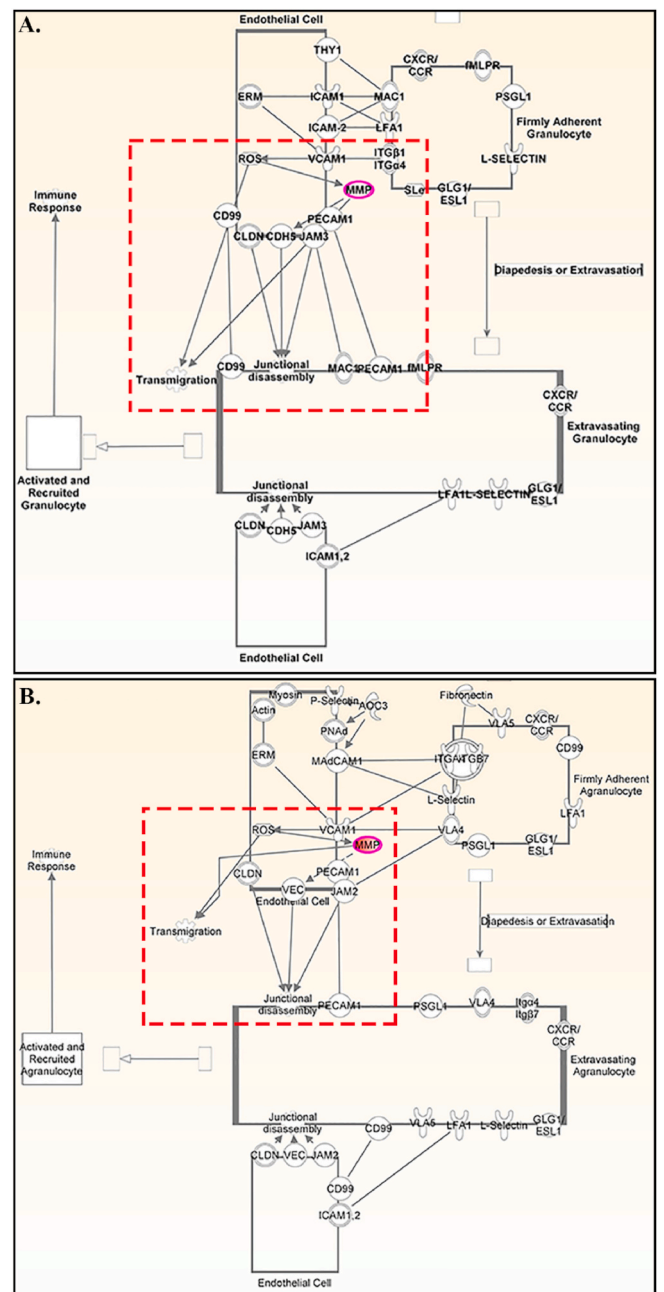 A.
Endothelial Cell
THY1
CXCR/
CCR
fMLPR
ERM
ICAM1
MAC1
PSGL1
ICAM-2
LFA1
Firmly Adherent
Granulocyte
ROS
VCAM1
ITGβ1
ITGα4
L-SELECTIN
Immune
Response
MMP
SLe
GLG1/
ESL1
CD99
PECAM1
CLDN
CDH5
JAM3
Diapedesis or Extravasation
Transmigration
CD99
Junctional
disassembly
MAC1
PECAM1
fMLPR
CXCR/
CCR
Extravasating
Granulocyte
Activated and
Recruited
Granulocyte
Junctional
disassembly
LFA1
L-SELECTIN
GLG1/
ESL1
CLDN
CDH5
JAM3
ICAM1,2
Endothelial Cell
B.
Myosin
P-Selectin
AOC3
Fibronectin
Actin
VLA5
CXCR/
CCR
PNAd
CD99
ERM
MAdCAM1
ITGA4
ITGB7
Firmly Adherent
Agranulocyte
L-Selectin
LFA1
ROS
VCAM1
VLA4
MMP
PSGL1
GLG1/
ESL1
Immune
Response
CLDN
PECAM1
VEC
JAM2
Endothelial Cell
Diapedesis or Extravasation
Transmigration
Junctional
disassembly
PECAM1
PSGL1
VLA4
Itgα4
Itgβ7
CXCR/
CCR
Activated and
Recruited
Agranulocyte
Extravasating
Agranulocyte
Junctional
disassembly
CD99
VLA5
LFA1
L-Selectin
GLG1/
ESL1
CLDN
VEC
JAM2
CD99
ICAM1,2
Endothelial Cell